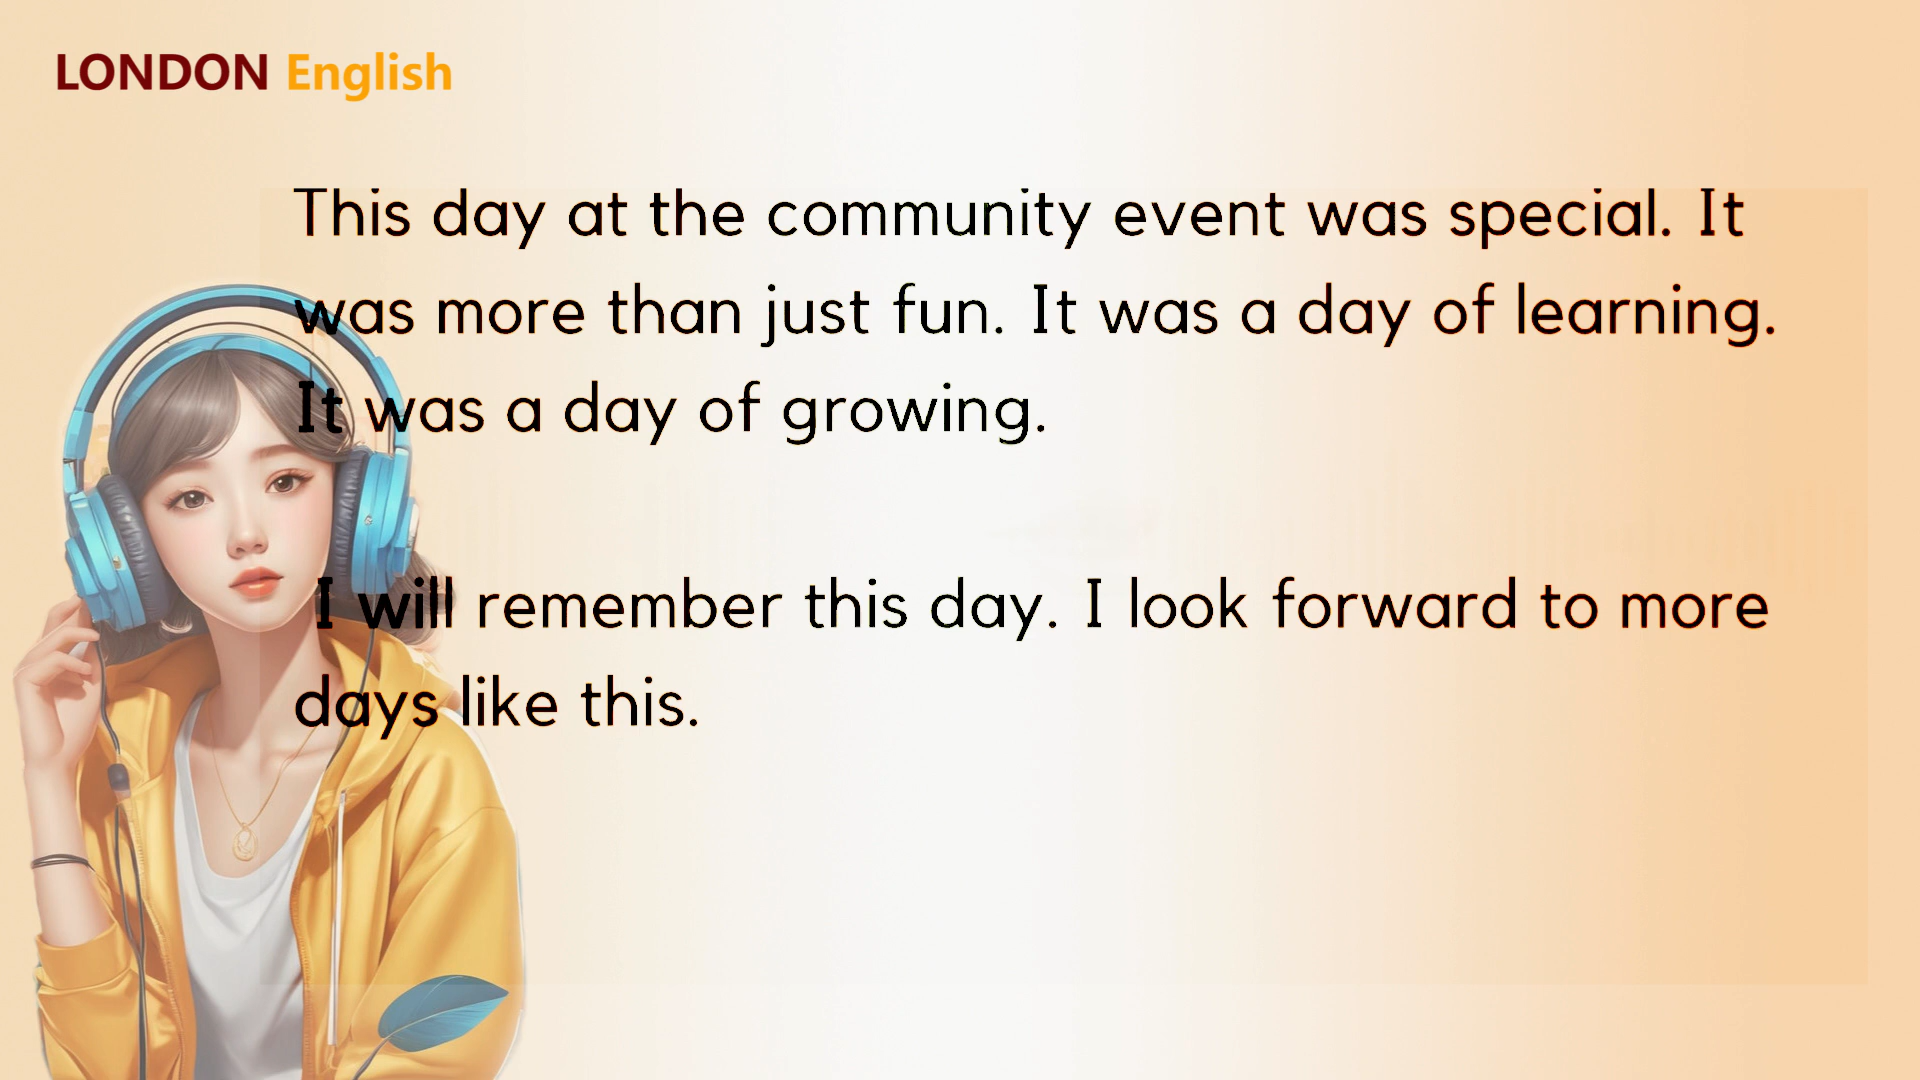 LONDON English
This day at the community event was special. It
was more than just fun. It was a day of learning.
It was a day of growing.
I will remember this day. I look forward to more
days like this.